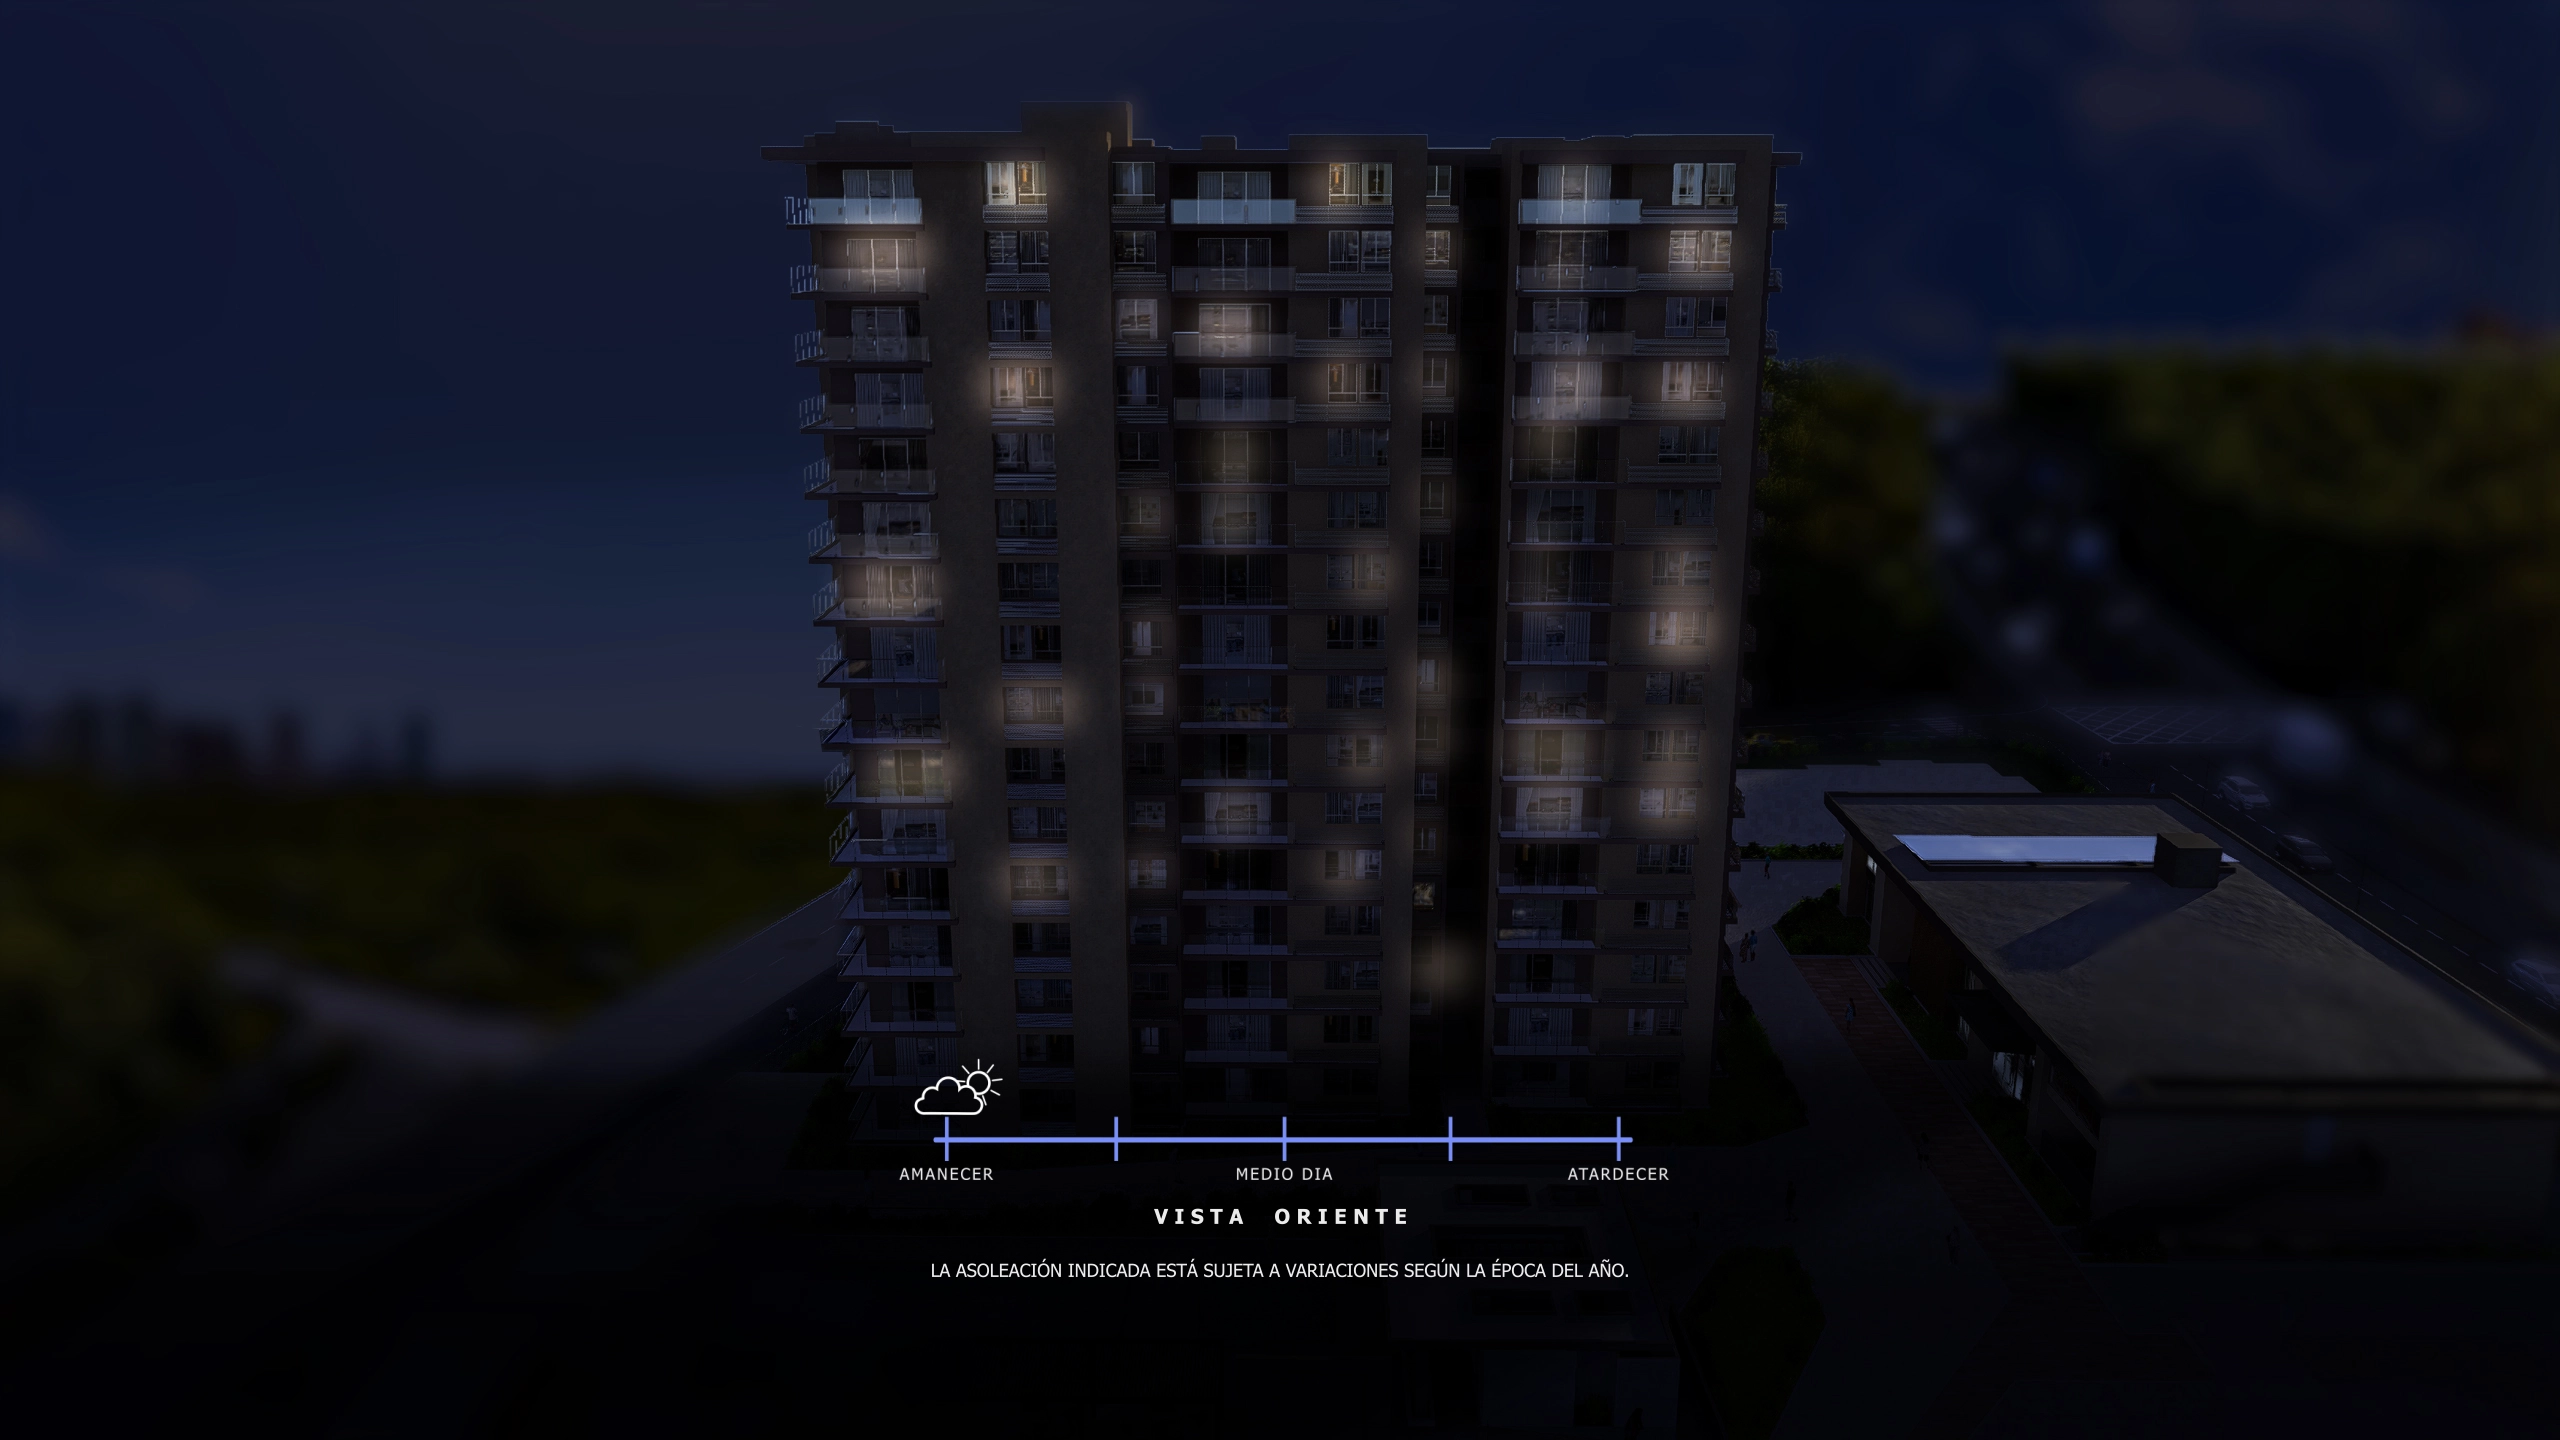 AMANECER MEDIO DIA ATARDECER
VISTA ORIENTE
LA ASOLEACIÓN INDICADA ESTÁ SUJETA A VARIACIONES SEGÚN LA ÉPOCA DEL AÑO.